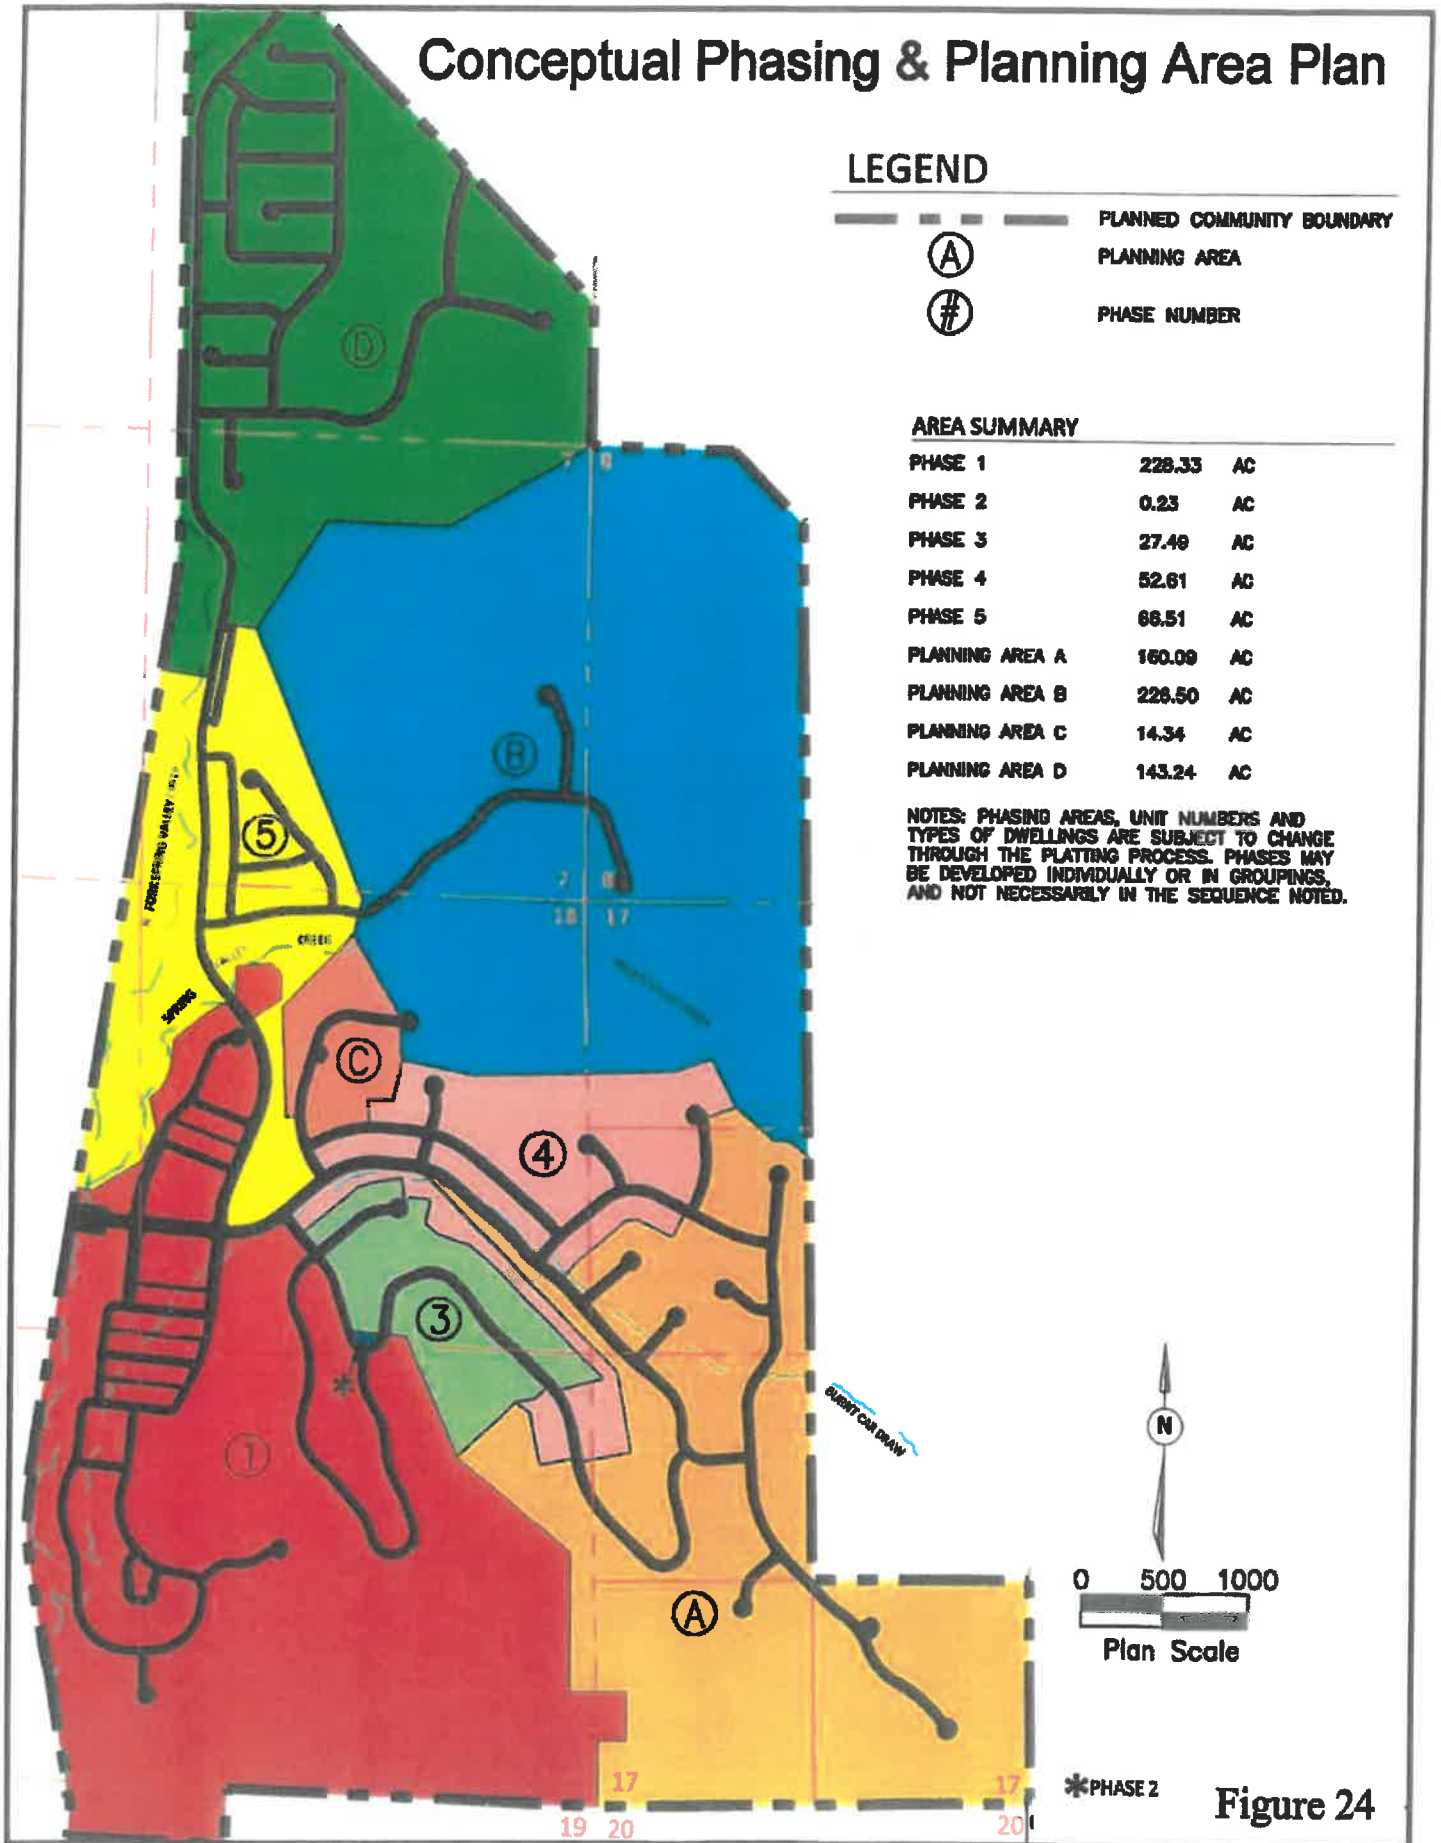 Conceptual Phasing & Planning Area Plan
LEGEND
PLANNED COMMUNITY BOUNDARY
A PLANNING AREA
# PHASE NUMBER
AREA SUMMARY
PHASE 1 228.33 AC
PHASE 2 0.23 AC
PHASE 3 27.49 AC
PHASE 4 52.61 AC
PHASE 5 66.51 AC
PLANNING AREA A 160.09 AC
PLANNING AREA B 226.50 AC
PLANNING AREA C 14.34 AC
PLANNING AREA D 143.24 AC
NOTES: PHASING AREAS, UNIT NUMBERS AND
TYPES OF DWELLINGS ARE SUBJECT TO CHANGE
THROUGH THE PLATTING PROCESS. PHASES MAY
BE DEVELOPED INDIVIDUALLY OR IN GROUPINGS,
AND NOT NECESSARILY IN THE SEQUENCE NOTED.
D
7 8
B
5
7 8
18 17
CREEK
SPRING
C
4
3
1
BURNT CAR DRAW
A
N
0 500 1000
Plan Scale
17
17
19 20
20
PHASE 2
Figure 24